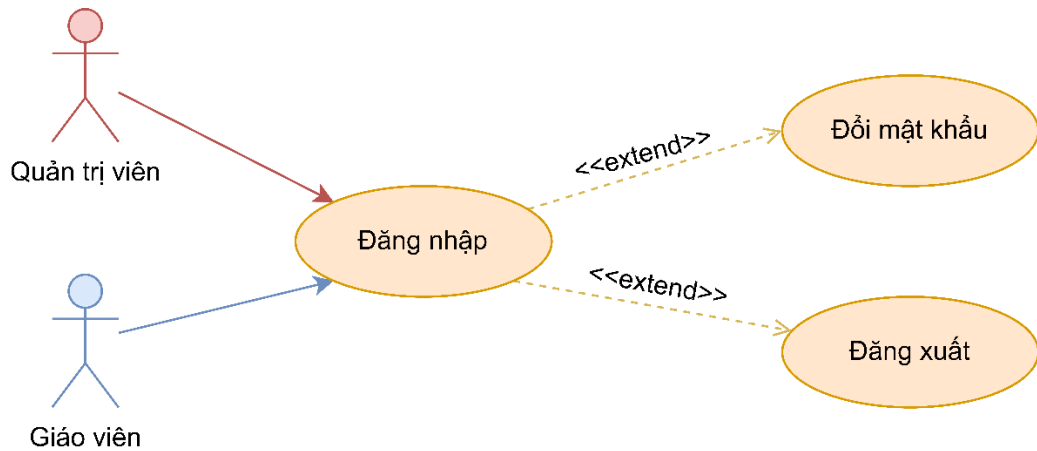 Quản trị viên
Đăng nhập
<<extend>>
Đổi mật khẩu
<<extend>>
Đăng xuất
Giáo viên